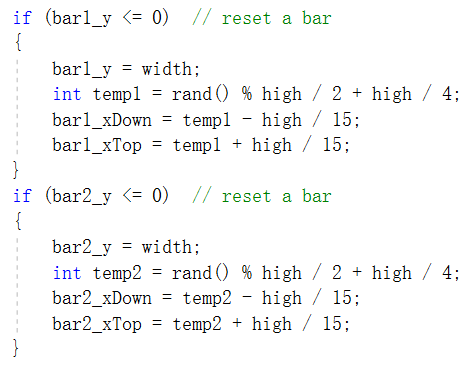 if (bar1_y <= 0)  // reset a bar
{
    bar1_y = width;
    int temp1 = rand() % high / 2 + high / 4;
    bar1_xDown = temp1 - high / 15;
    bar1_xTop = temp1 + high / 15;
}
if (bar2_y <= 0)  // reset a bar
{
    bar2_y = width;
    int temp2 = rand() % high / 2 + high / 4;
    bar2_xDown = temp2 - high / 15;
    bar2_xTop = temp2 + high / 15;
}